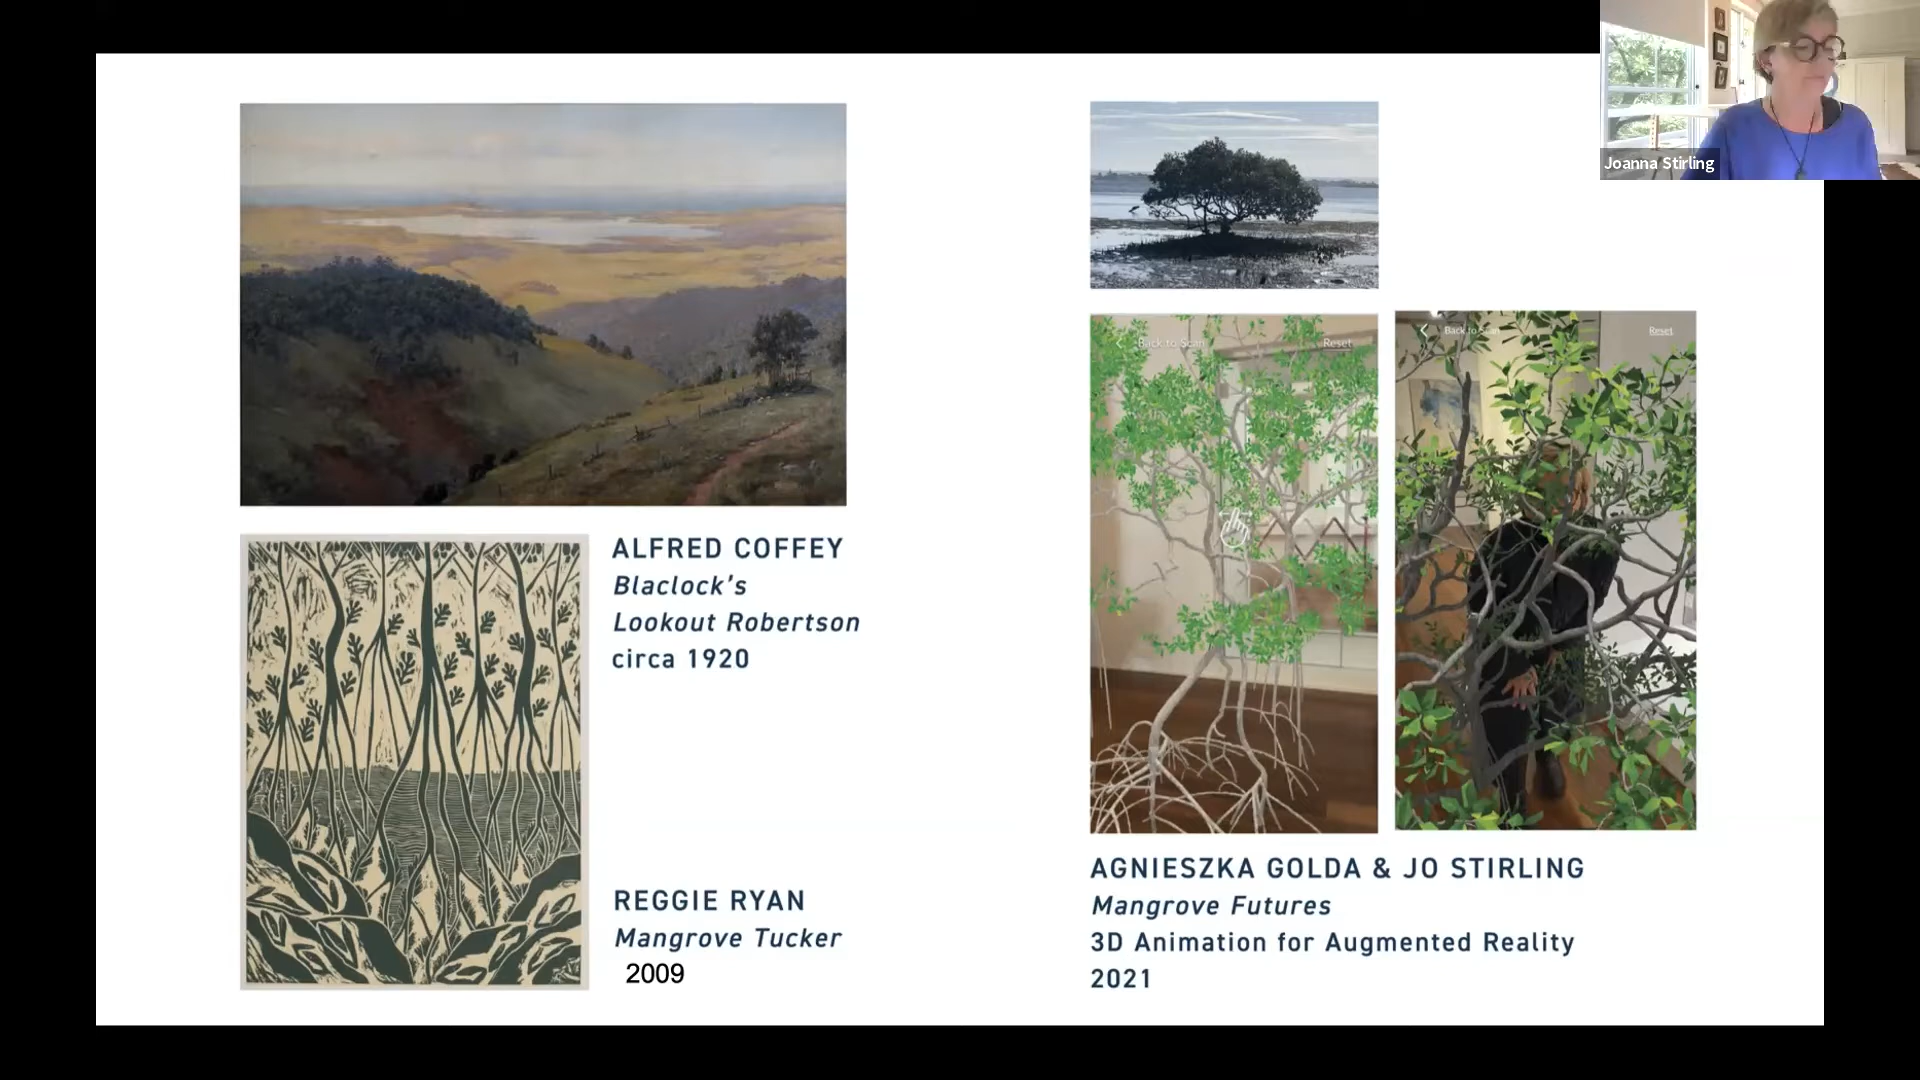 Joanna Stirling
Back to Scan
Reset
Back to Scan
Reset
ALFRED COFFEY
Blaclock's
Lookout Robertson
circa 1920
REGGIE RYAN
Mangrove Tucker
2009
AGNIESZKA GOLDA & JO STIRLING
Mangrove Futures
3D Animation for Augmented Reality
2021